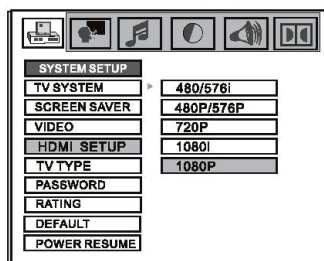 SYSTEM SETUP
TV SYSTEM
SCREEN SAVER
VIDEO
HDMI SETUP
TV TYPE
PASSWORD
RATING
DEFAULT
POWER RESUME
480/576i
480P/576P
720P
1080I
1080P